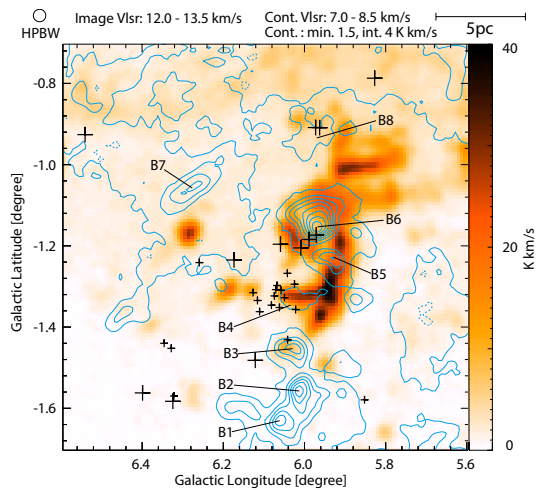 HPBW
Image Vlsr: 12.0 - 13.5 km/s
Cont. Vlsr: 7.0 - 8.5 km/s
Cont. : min. 1.5, int. 4 K km/s
5pc
40
20
0
K km/s
-0.8
-1.0
-1.2
-1.4
-1.6
Galactic Latitude [degree]
B8
B7
B6
B5
B4
B3
B2
B1
6.4
6.2
6.0
5.8
5.6
Galactic Longitude [degree]